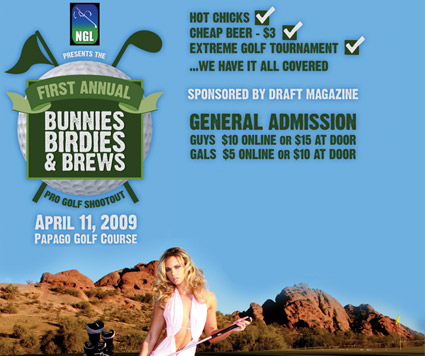 NGL
PRESENTS THE
FIRST ANNUAL
BUNNIES
BIRDIES
& BREWS
PRO GOLF SHOOTOUT
APRIL 11, 2009
PAPAGO GOLF COURSE
HOT CHICKS
CHEAP BEER - $3
EXTREME GOLF TOURNAMENT
...WE HAVE IT ALL COVERED
SPONSORED BY DRAFT MAGAZINE
GENERAL ADMISSION
GUYS $10 ONLINE OR $15 AT DOOR
GALS $5 ONLINE OR $10 AT DOOR